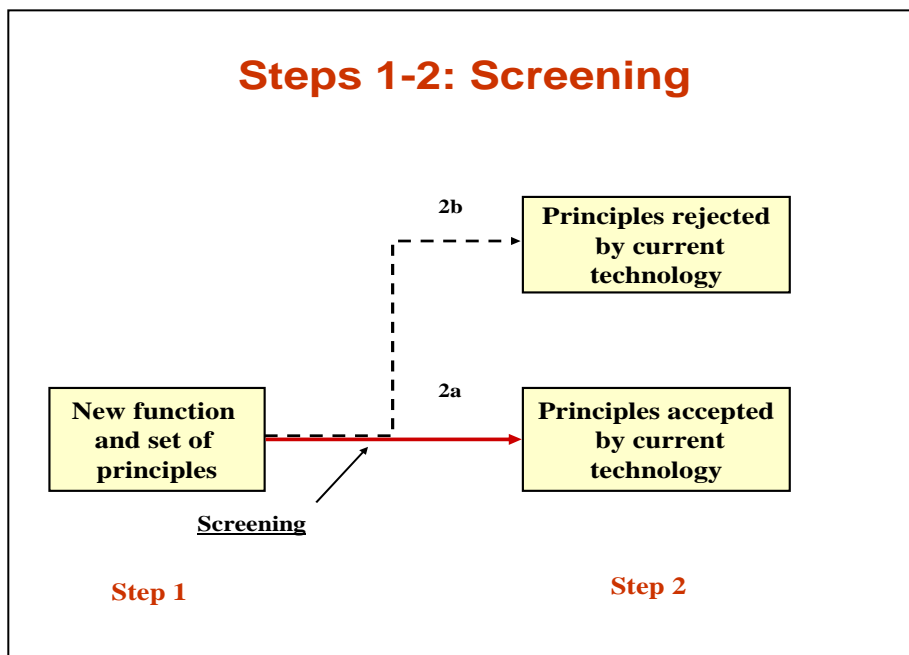 Steps 1-2: Screening
2b
Principles rejected
by current
technology
2a
New function
and set of
principles
Principles accepted
by current
technology
Screening
Step 1
Step 2